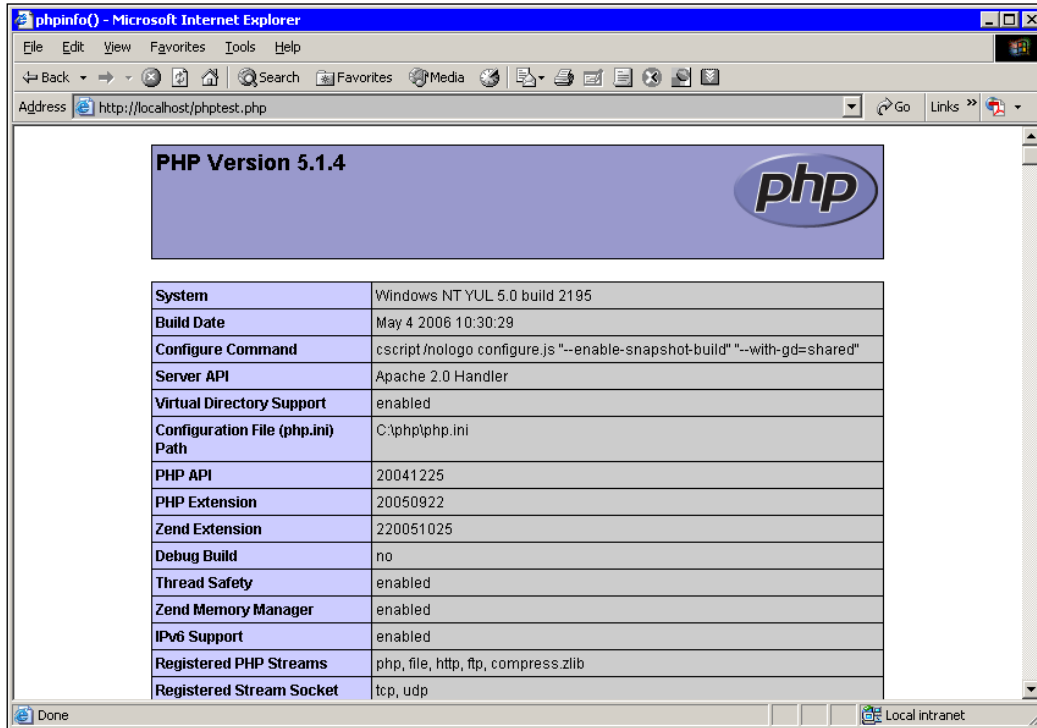 phpinfo() - Microsoft Internet Explorer
File Edit View Favorites Tools Help
Back Search Favorites Media
Address http://localhost/phptest.php Go Links »
PHP Version 5.1.4
php
System Windows NT YUL 5.0 build 2195
Build Date May 4 2006 10:30:29
Configure Command cscript /nologo configure.js "--enable-snapshot-build" "--with-gd=shared"
Server API Apache 2.0 Handler
Virtual Directory Support enabled
Configuration File (php.ini) C:\php\php.ini
Path
PHP API 20041225
PHP Extension 20050922
Zend Extension 220051025
Debug Build no
Thread Safety enabled
Zend Memory Manager enabled
IPv6 Support enabled
Registered PHP Streams php, file, http, ftp, compress.zlib
Registered Stream Socket tcp, udp
Done Local intranet